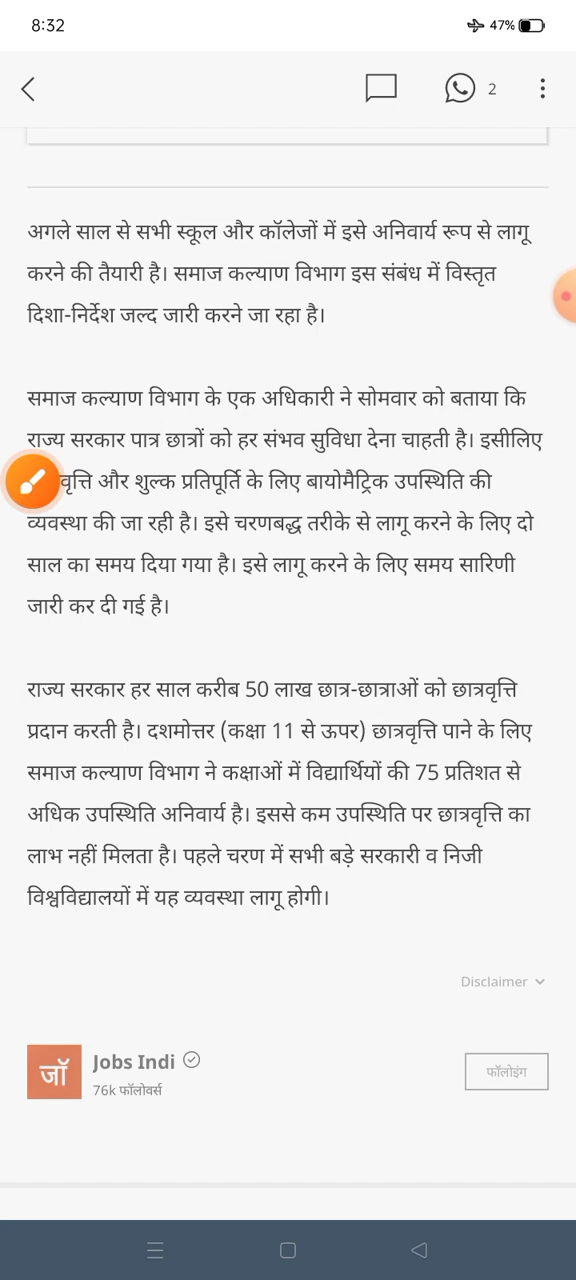 8:32
47%
2
अगले साल से सभी स्कूल और कॉलेजों में इसे अनिवार्य रूप से लागू
करने की तैयारी है। समाज कल्याण विभाग इस संबंध में विस्तृत
दिशा-निर्देश जल्द जारी करने जा रहा है।
समाज कल्याण विभाग के एक अधिकारी ने सोमवार को बताया कि
राज्य सरकार पात्र छात्रों को हर संभव सुविधा देना चाहती है। इसीलिए
वृत्ति और शुल्क प्रतिपूर्ति के लिए बायोमैट्रिक उपस्थिति की
व्यवस्था की जा रही है। इसे चरणबद्ध तरीके से लागू करने के लिए दो
साल का समय दिया गया है। इसे लागू करने के लिए समय सारिणी
जारी कर दी गई है।
राज्य सरकार हर साल करीब 50 लाख छात्र-छात्राओं को छात्रवृत्ति
प्रदान करती है। दशमोत्तर (कक्षा 11 से ऊपर) छात्रवृत्ति पाने के लिए
समाज कल्याण विभाग ने कक्षाओं में विद्यार्थियों की 75 प्रतिशत से
अधिक उपस्थिति अनिवार्य है। इससे कम उपस्थिति पर छात्रवृत्ति का
लाभ नहीं मिलता है। पहले चरण में सभी बड़े सरकारी व निजी
विश्वविद्यालयों में यह व्यवस्था लागू होगी।
Disclaimer
जॉ
Jobs Indi
76k फॉलोवर्स
फॉलोइंग